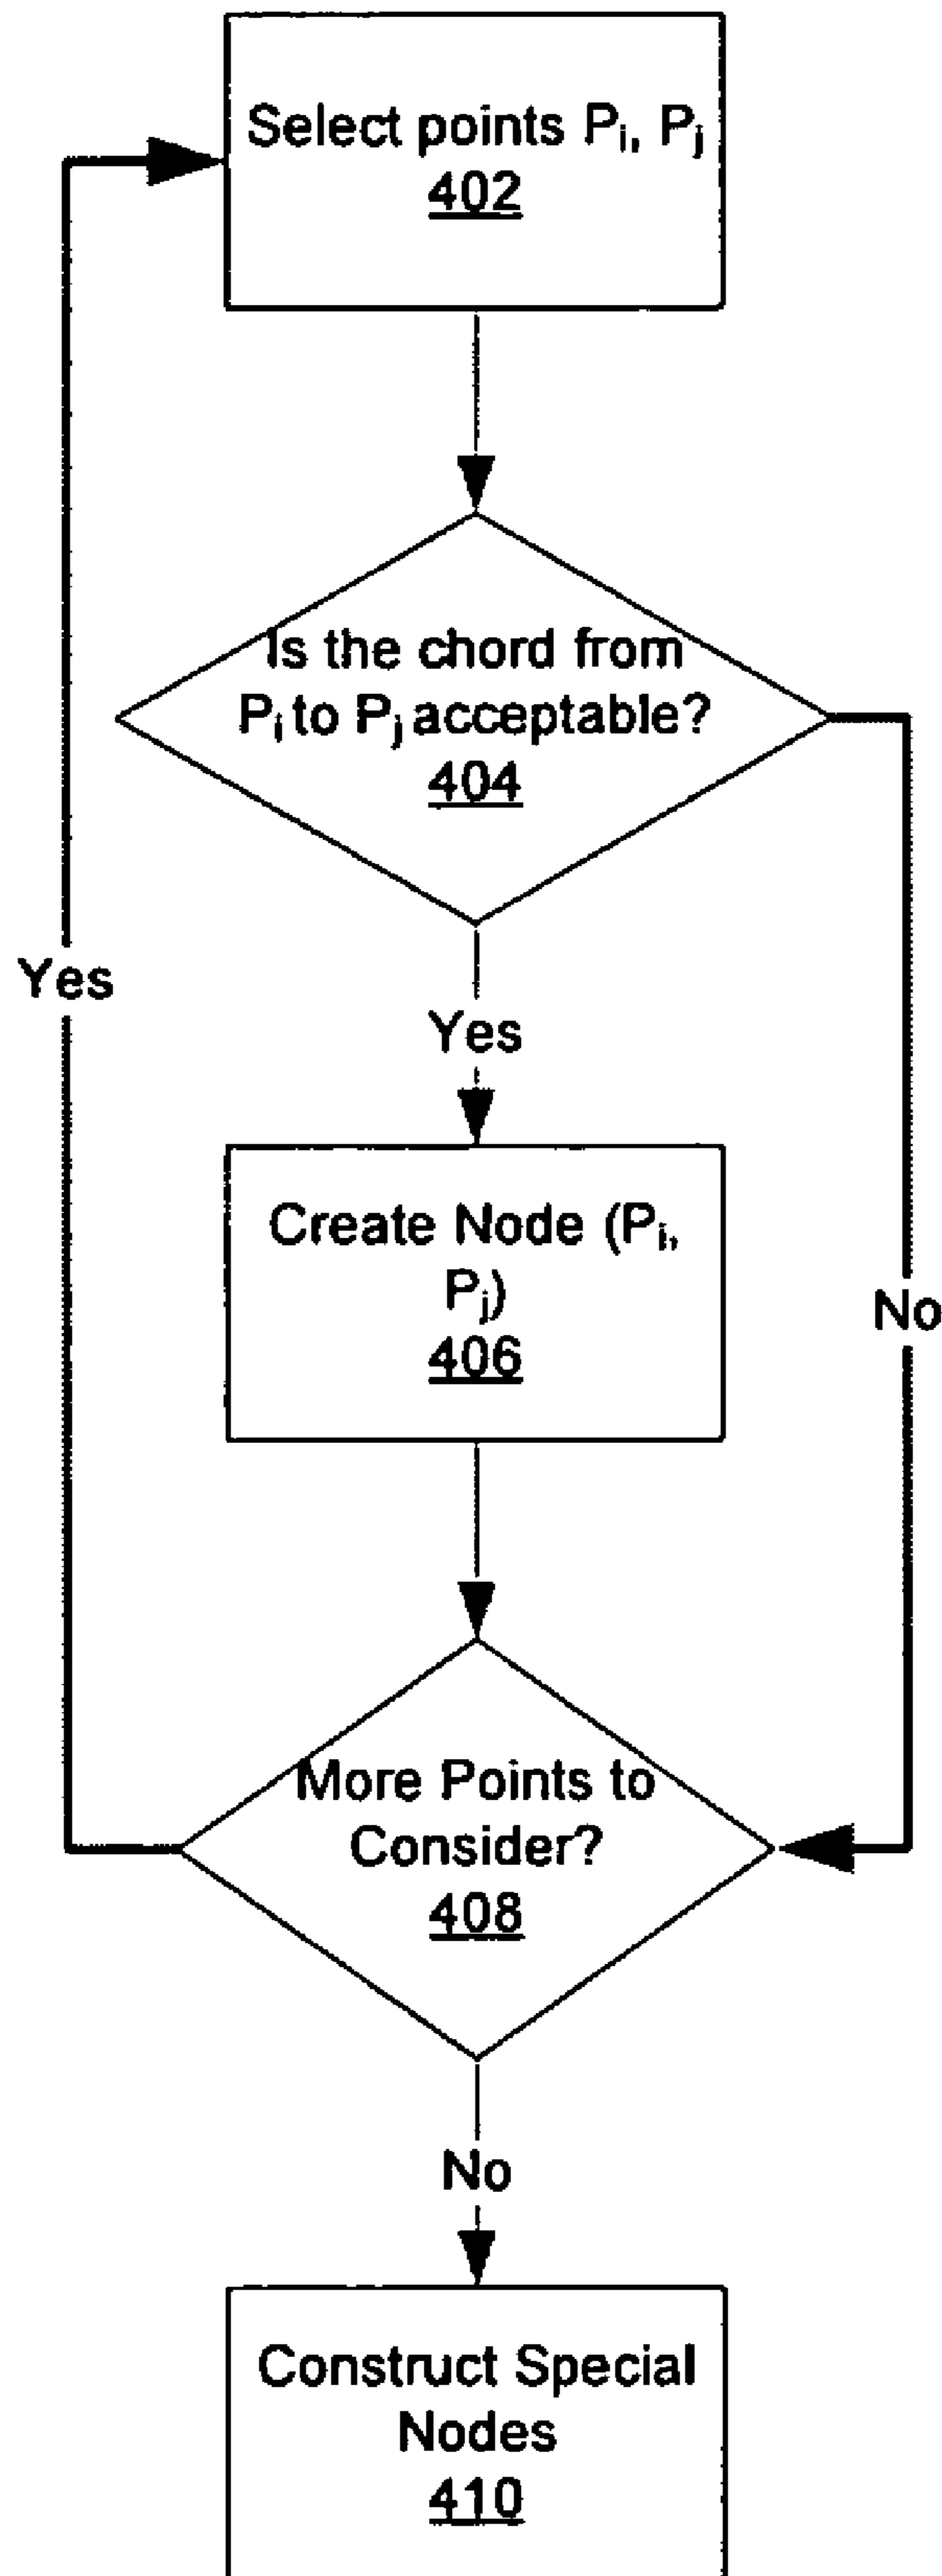 Select points Pi, Pj
402
Is the chord from
Pi to Pj acceptable?
404
Yes
Yes
Create Node (Pi,
Pj)
406
No
More Points to
Consider?
408
No
Construct Special
Nodes
410